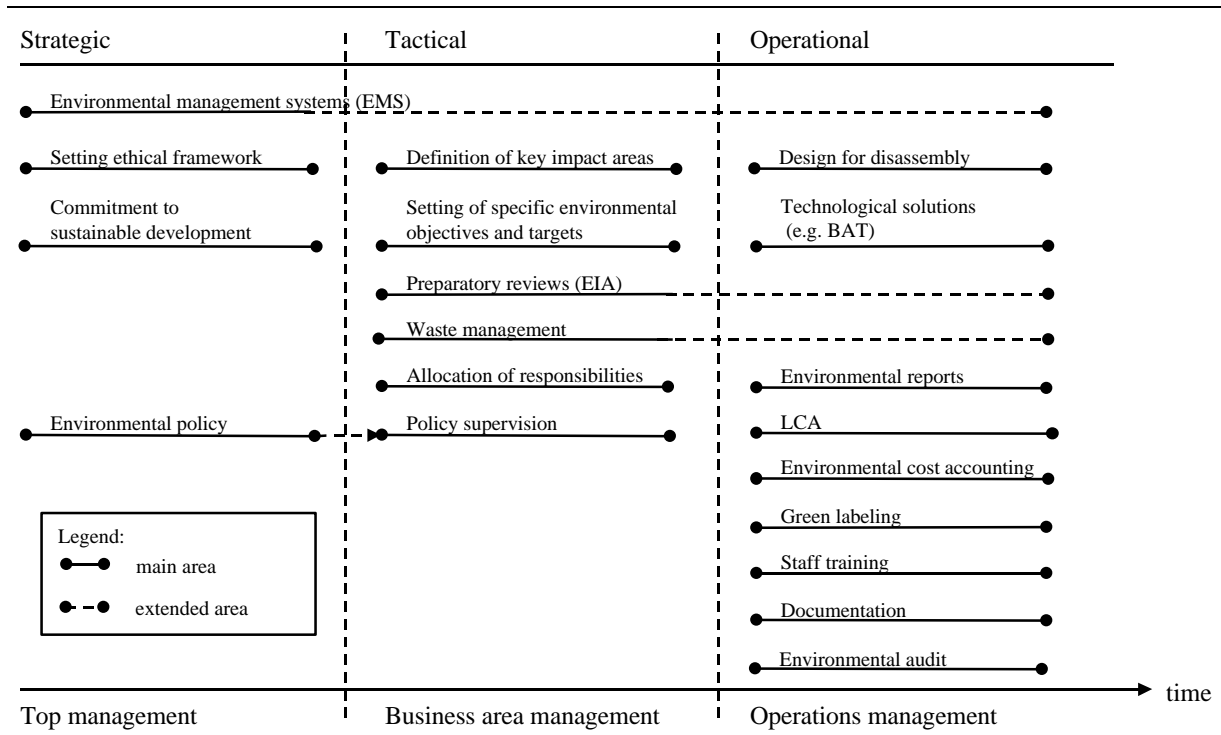 Strategic
Tactical
Operational
Environmental management systems (EMS)
Setting ethical framework
Definition of key impact areas
Design for disassembly
Commitment to
sustainable development
Setting of specific environmental
objectives and targets
Technological solutions
(e.g. BAT)
Preparatory reviews (EIA)
Waste management
Allocation of responsibilities
Environmental reports
Environmental policy
Policy supervision
LCA
Environmental cost accounting
Green labeling
Staff training
Documentation
Environmental audit
Legend:
main area
extended area
time
Top management
Business area management
Operations management